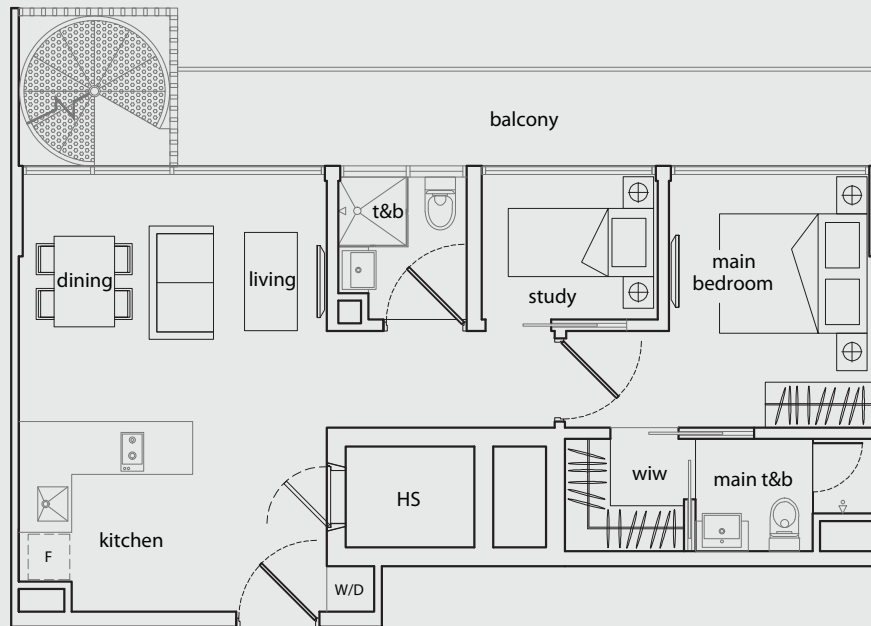 balcony
t&b
dining
living
study
main
bedroom
wiw
main t&b
HS
kitchen
F
W/D